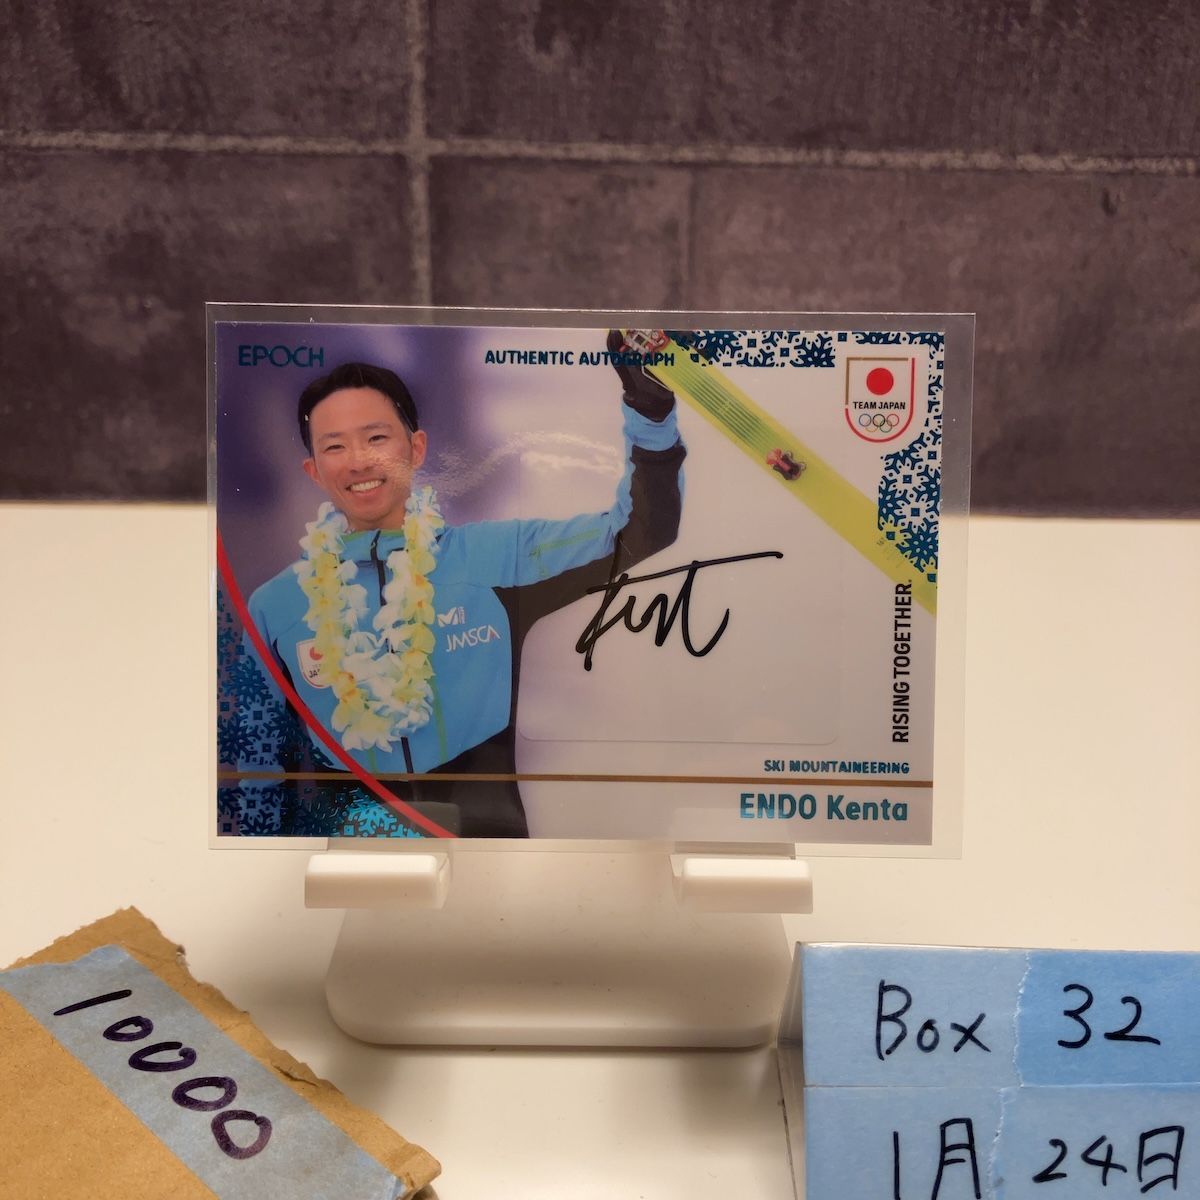 EPOCH
AUTHENTIC AUTOGRAPH
TEAM JAPAN
JMSCA
RISING TOGETHER.
SKI MOUNTAINEERING
ENDO Kenta
10000
Box 32
1月24日